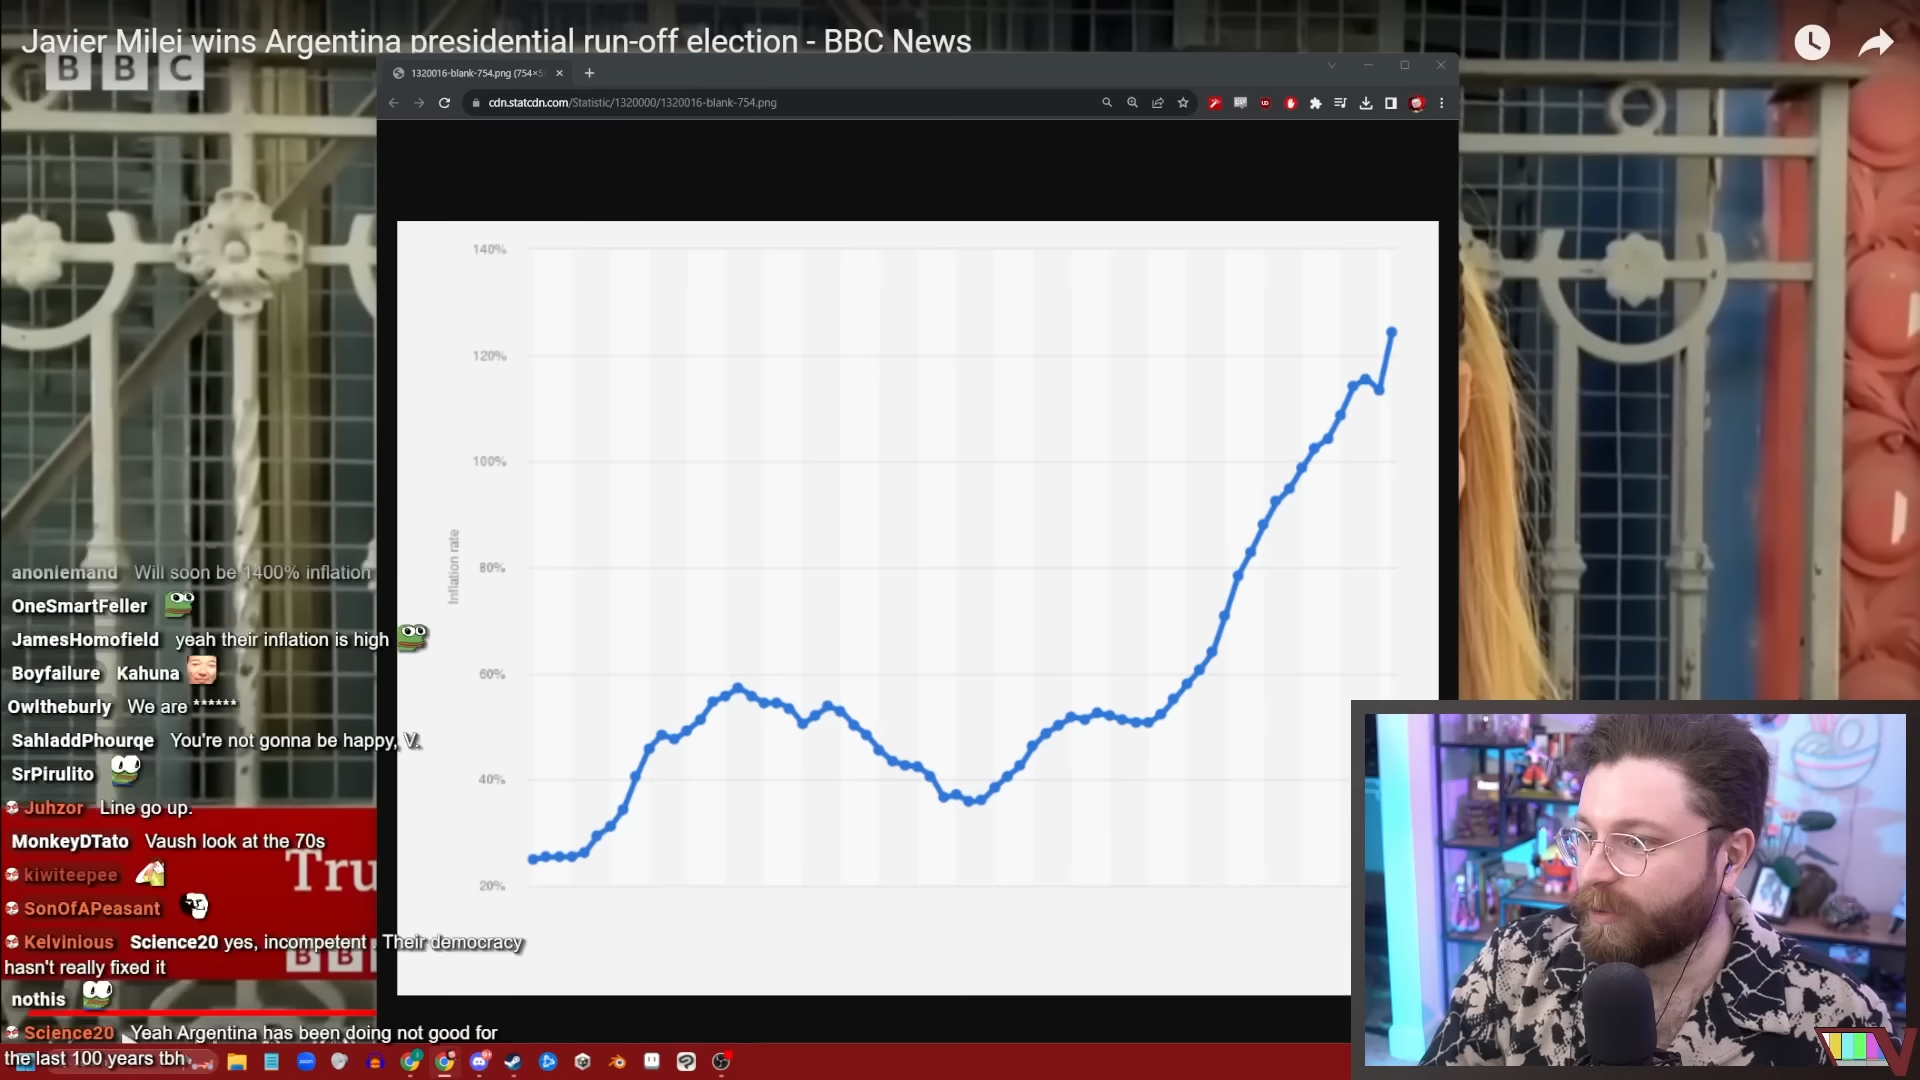 Javier Milei wins Argentina presidential run-off election - BBC News
BBC
1320016-blank-754.png (754×5
cdn.statcdn.com/Statistic/1320000/1320016-blank-754.png
140%
120%
100%
80%
60%
40%
20%
Inflation rate
anoniemand Will soon be 1400% inflation
OneSmartFeller
JamesHomofield yeah their inflation is high
Boyfailure Kahuna
Owltheburly We are ******
SahladdPhourqe You're not gonna be happy, V.
SrPirulito
Juhzor Line go up.
MonkeyDTato Vaush look at the 70s
Tru
kiwiteepee
SonOfAPeasant
Kelvinious Science20 yes, incompetent . Their democracy
hasn't really fixed it
BB
nothis
Science20 Yeah Argentina has been doing not good for
the last 100 years tbh